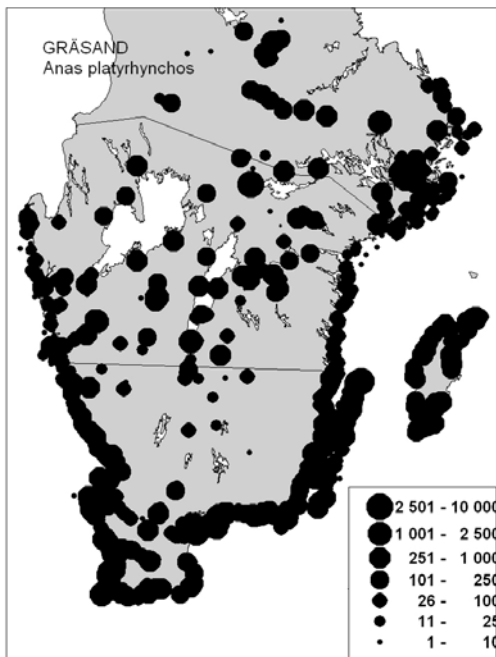 GRÄSAND
Anas platyrhynchos
2 501 - 10 000
1 001 - 2 500
251 - 1 000
101 - 250
26 - 100
11 - 25
1 - 10